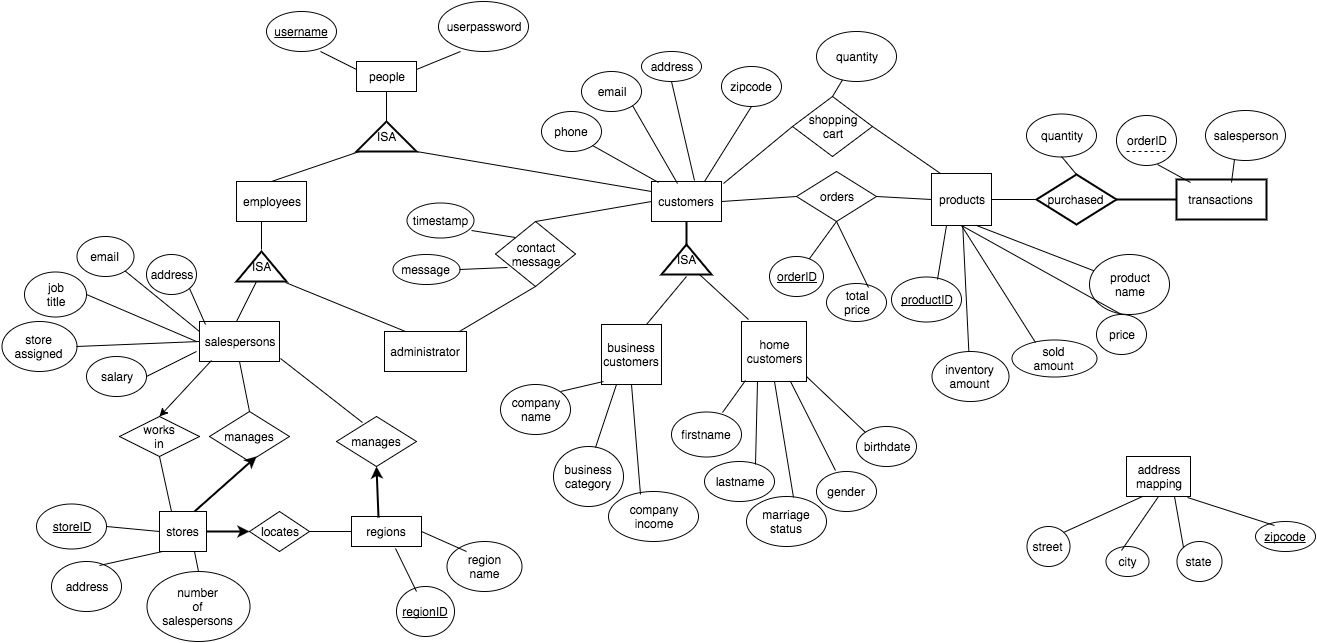 username
userpassword
people
ISA
quantity
address
zipcode
email
phone
shopping
cart
quantity
orderID
salesperson
employees
customers
orders
products
purchased
transactions
timestamp
message
contact
message
ISA
ISA
email
address
job
title
store
assigned
salary
salespersons
administrator
orderID
total
price
productID
product
name
price
inventory
amount
sold
amount
business
customers
home
customers
company
name
business
category
company
income
firstname
lastname
marriage
status
gender
birthdate
works
in
manages
manages
storeID
stores
locates
regions
address
number
of
salespersons
region
name
regionID
address
mapping
street
city
state
zipcode